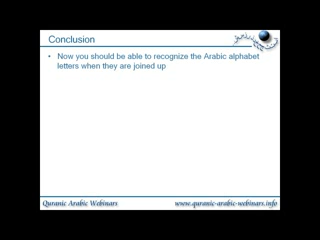 Conclusion
• Now you should be able to recognize the Arabic alphabet
letters when they are joined up
Quranic Arabic Webinars
www.quranic-arabic-webinars.info